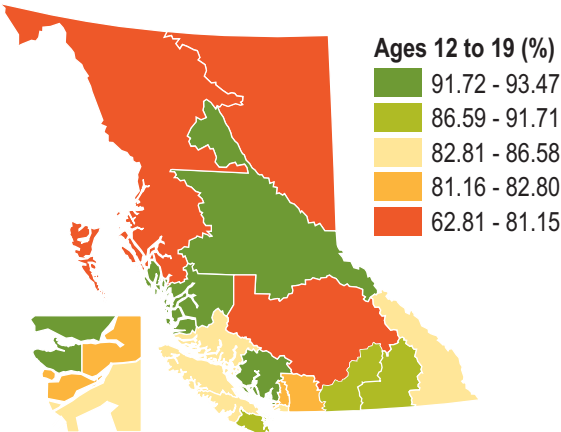 Ages 12 to 19 (%)
91.72 - 93.47
86.59 - 91.71
82.81 - 86.58
81.16 - 82.80
62.81 - 81.15